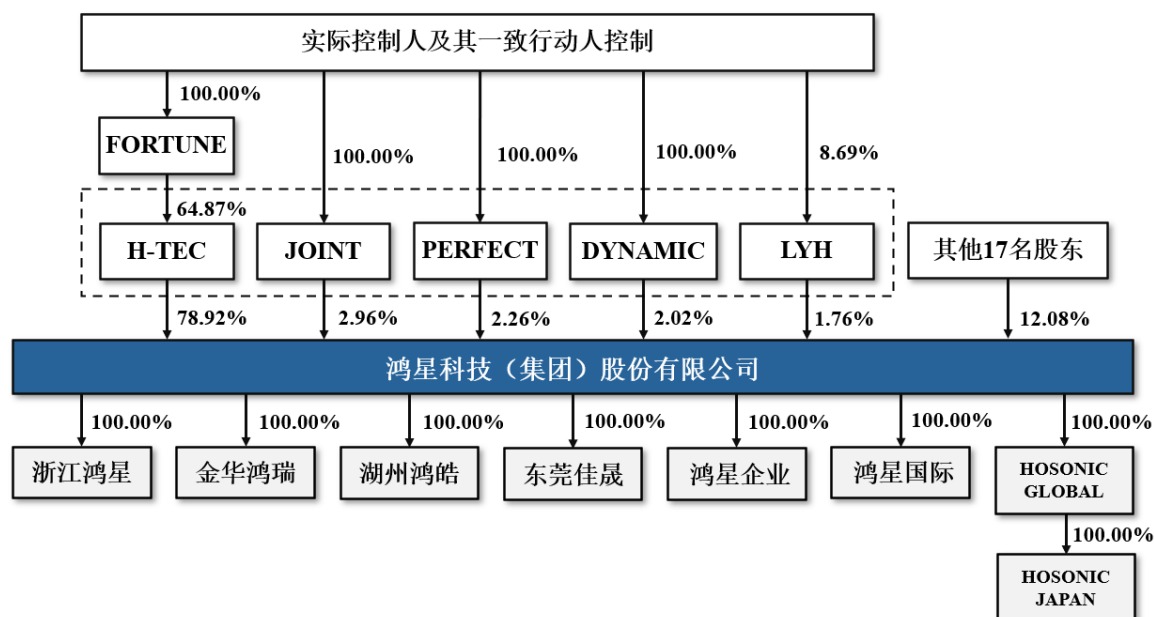 实际控制人及其一致行动人控制
100.00%
FORTUNE
100.00%
100.00%
100.00%
8.69%
64.87%
H-TEC
JOINT
PERFECT
DYNAMIC
LYH
其他17名股东
78.92%
2.96%
2.26%
2.02%
1.76%
12.08%
鸿星科技（集团）股份有限公司
100.00%
100.00%
100.00%
100.00%
100.00%
100.00%
100.00%
浙江鸿星
金华鸿瑞
湖州鸿皓
东莞佳晟
鸿星企业
鸿星国际
HOSONIC
GLOBAL
100.00%
HOSONIC
JAPAN